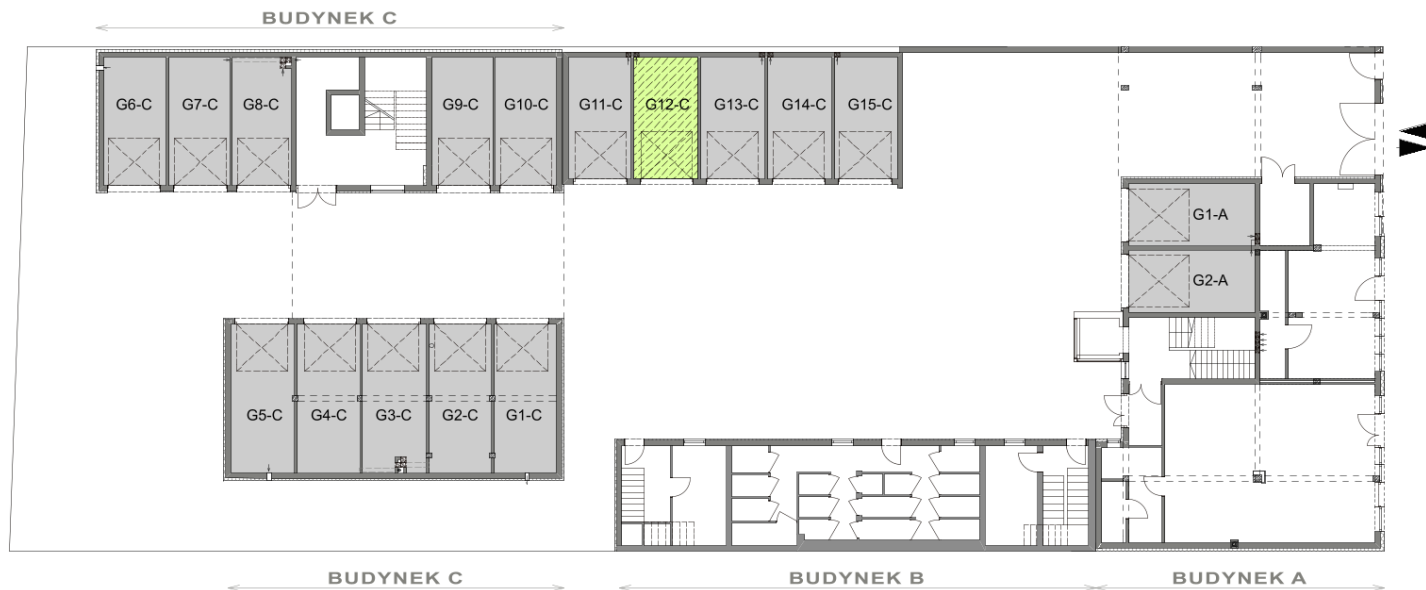 BUDYNEK C
G6-C G7-C G8-C G9-C G10-C G11-C G12-C G13-C G14-C G15-C
G1-A
G2-A
G5-C G4-C G3-C G2-C G1-C
BUDYNEK C BUDYNEK B BUDYNEK A